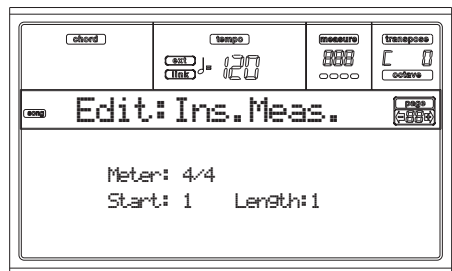 chord tempo measure transpose
ext ♩= 120 888 C 0
link octave
song Edit:Ins.Meas. page
88
Meter: 4/4
Start: 1 Length:1